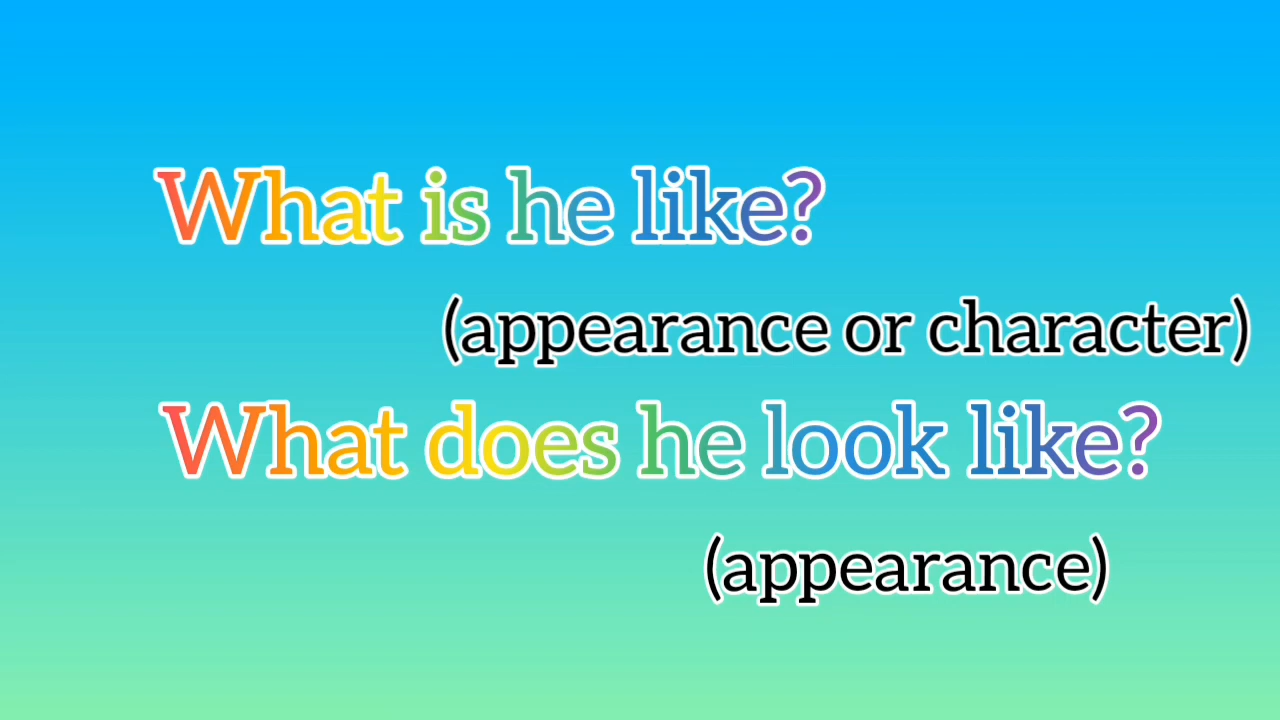 What is he like?
(appearance or character)
What does he look like?
(appearance)